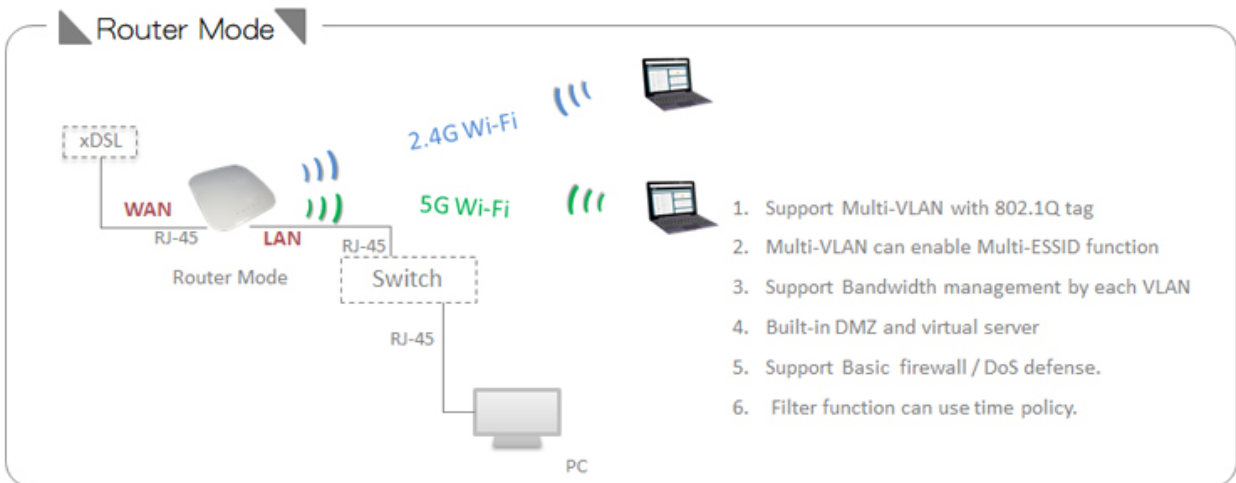 Router Mode
xDSL
2.4G Wi-Fi
WAN
5G Wi-Fi
RJ-45
LAN
RJ-45
Router Mode
Switch
RJ-45
PC
1. Support Multi-VLAN with 802.1Q tag
2. Multi-VLAN can enable Multi-ESSID function
3. Support Bandwidth management by each VLAN
4. Built-in DMZ and virtual server
5. Support Basic firewall / DoS defense.
6. Filter function can use time policy.